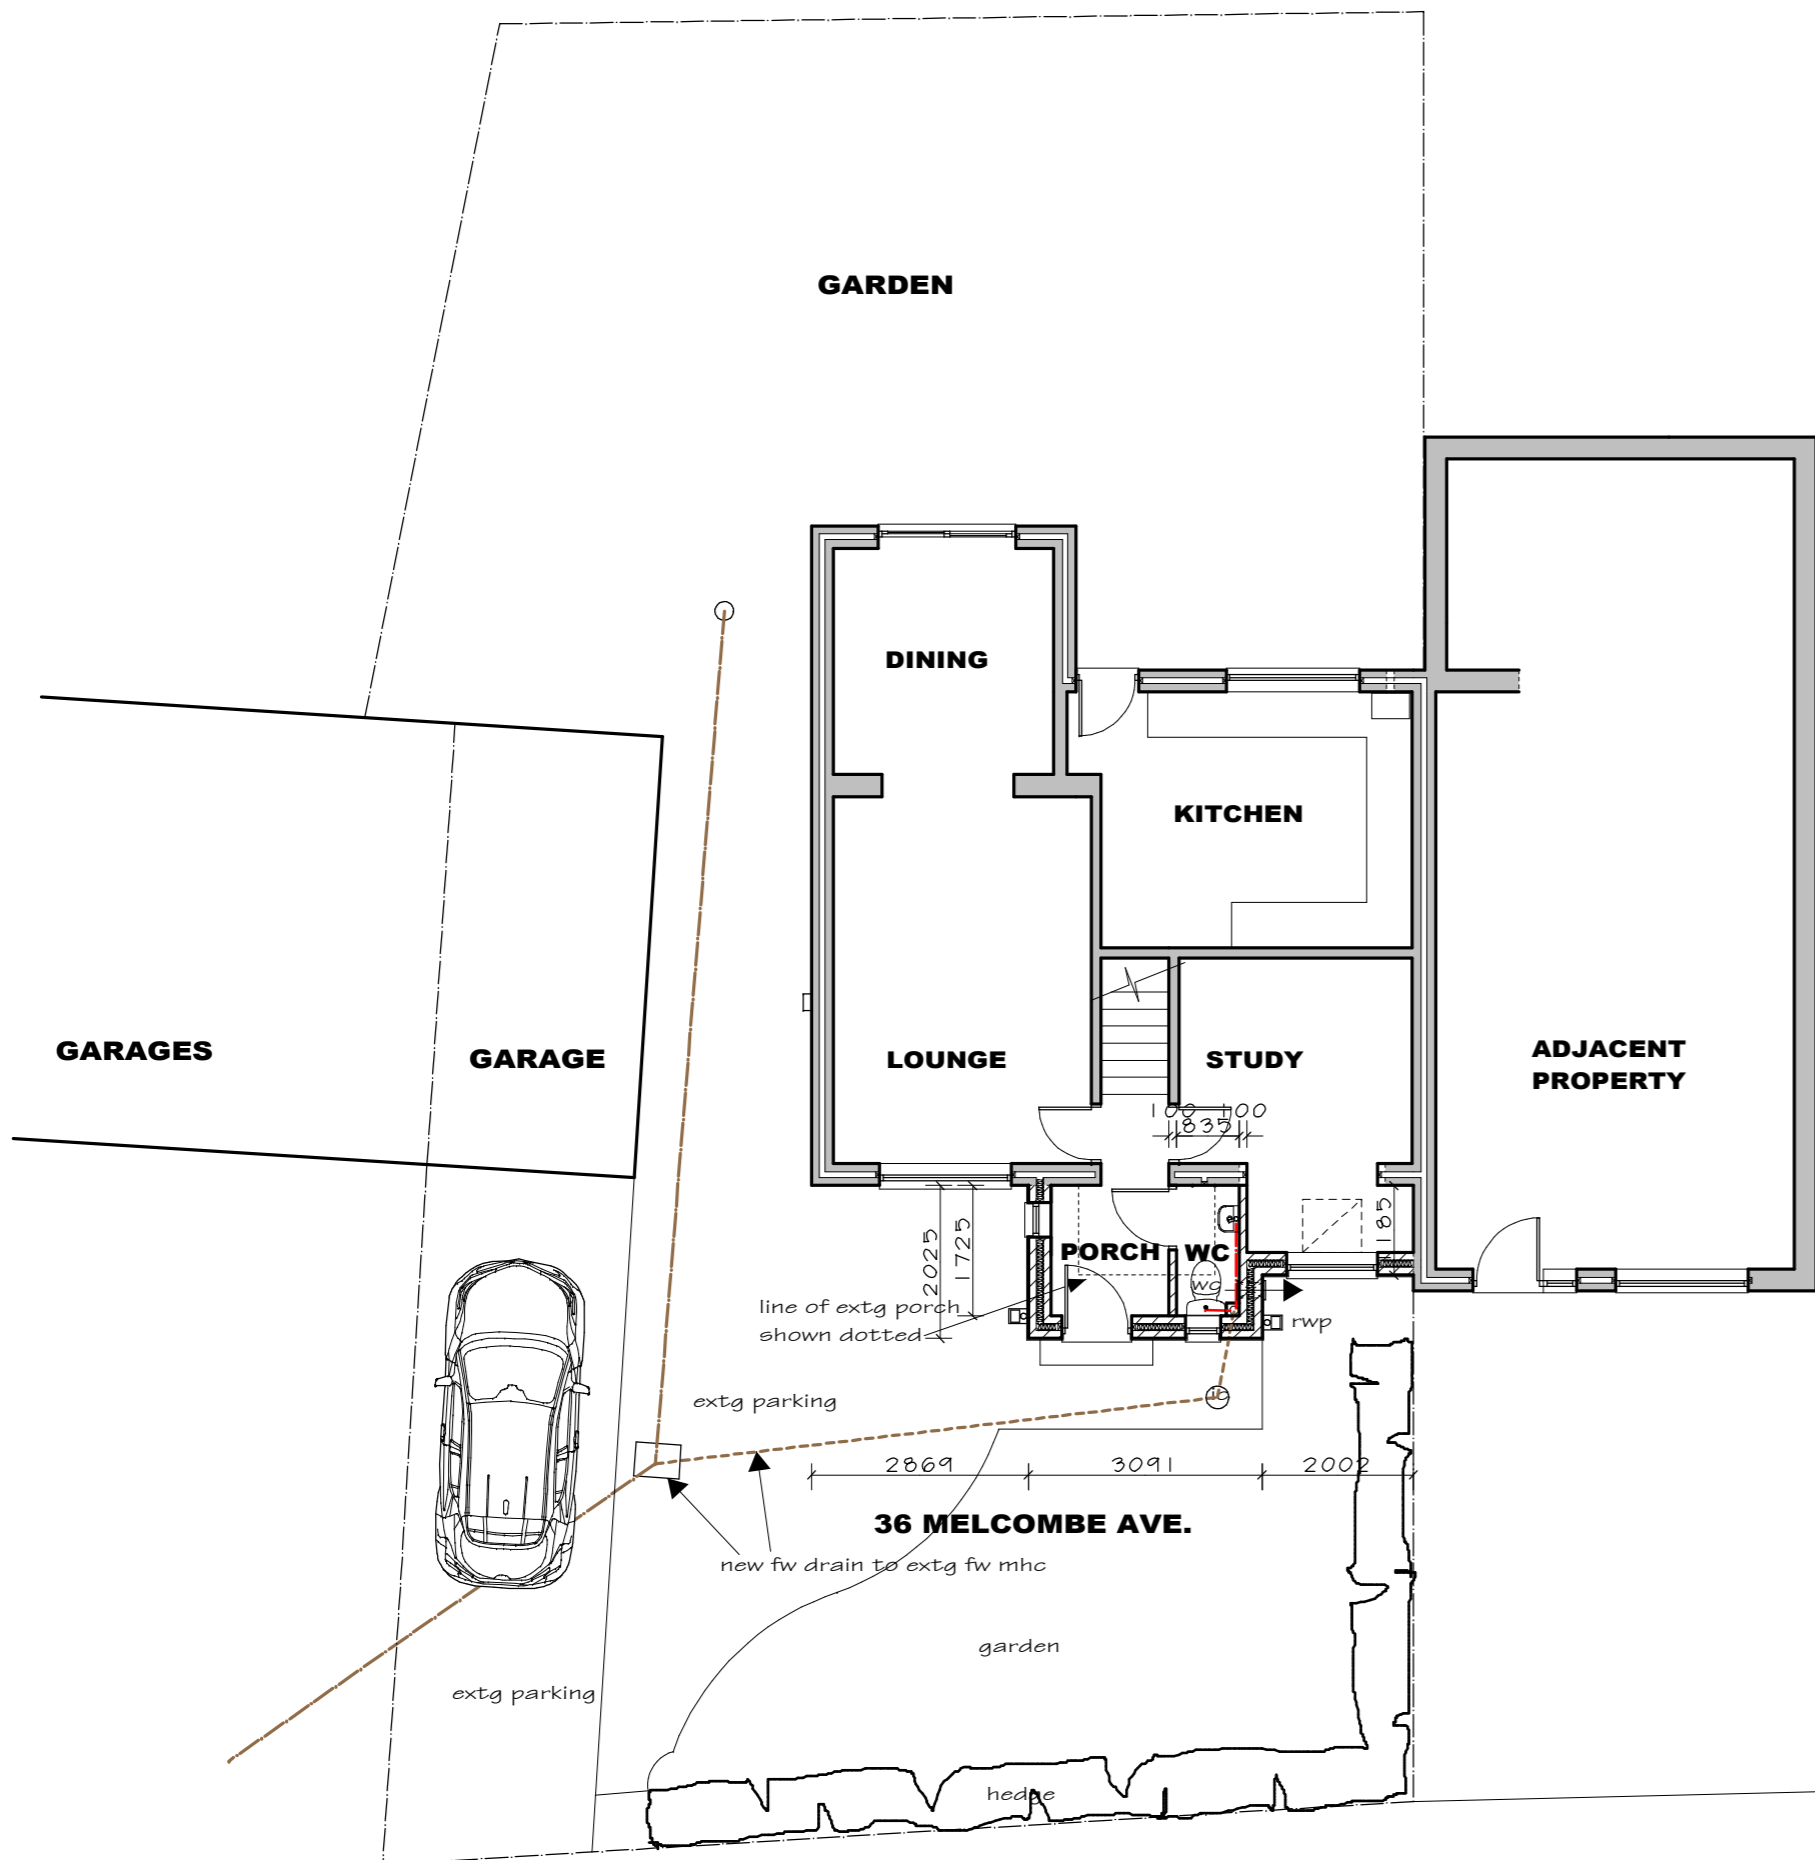 GARDEN
DINING
KITCHEN
GARAGES
GARAGE
LOUNGE
STUDY
ADJACENT
PROPERTY
100
100
835
2025
1725
1185
PORCH
WC
wc
line of extg porch
shown dotted
rwp
extg parking
ic
2869
3091
2002
36 MELCOMBE AVE.
new fw drain to extg fw mhc
garden
extg parking
hedge